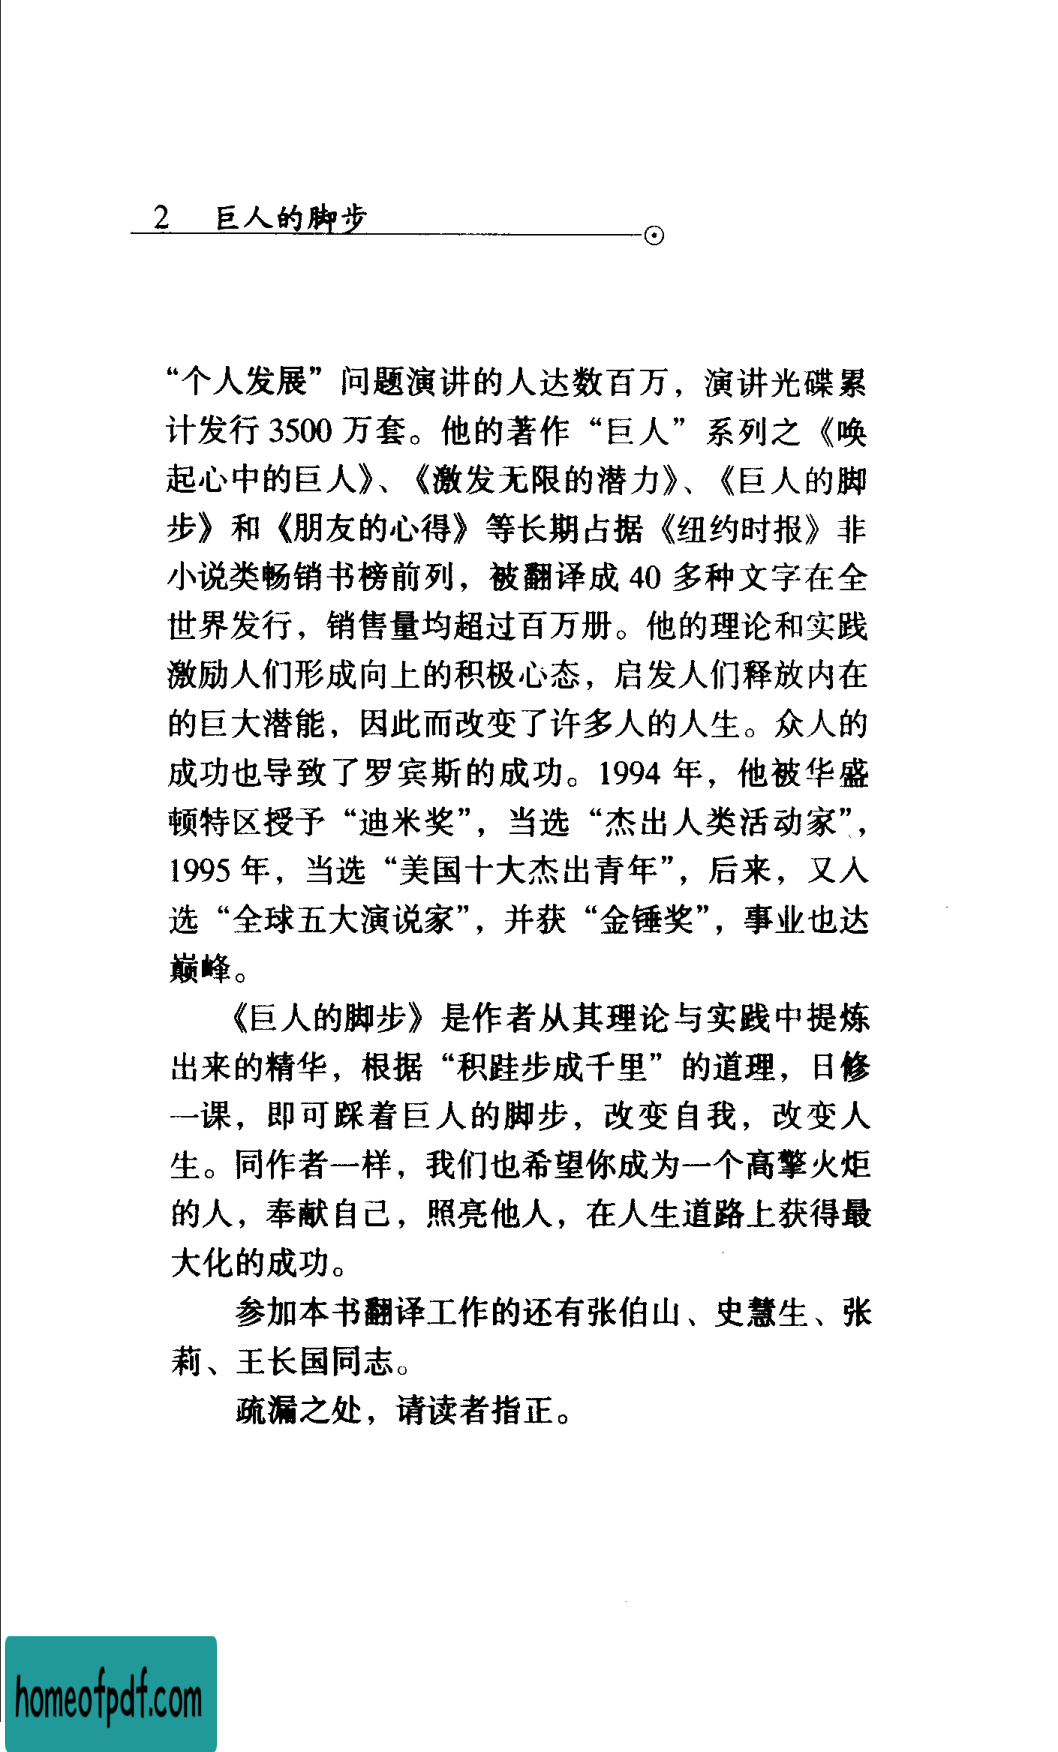 2 巨人的脚步
“个人发展”问题演讲的人达数百万，演讲光碟累
计发行 3500 万套。他的著作“巨人”系列之《唤
起心中的巨人》、《激发无限的潜力》、《巨人的脚
步》和《朋友的心得》等长期占据《纽约时报》非
小说类畅销书榜前列，被翻译成 40 多种文字在全
世界发行，销售量均超过百万册。他的理论和实践
激励人们形成向上的积极心态，启发人们释放内在
的巨大潜能，因此而改变了许多人的人生。众人的
成功也导致了罗宾斯的成功。1994 年，他被华盛
顿特区授予“迪米奖”，当选“杰出人类活动家”，
1995 年，当选“美国十大杰出青年”，后来，又入
选“全球五大演说家”，并获“金锤奖”，事业也达
巅峰。
《巨人的脚步》是作者从其理论与实践中提炼
出来的精华，根据“积跬步成千里”的道理，日修
一课，即可踩着巨人的脚步，改变自我，改变人
生。同作者一样，我们也希望你成为一个高擎火炬
的人，奉献自己，照亮他人，在人生道路上获得最
大化的成功。
参加本书翻译工作的还有张伯山、史慧生、张
莉、王长国同志。
疏漏之处，请读者指正。
homeofpdf.com